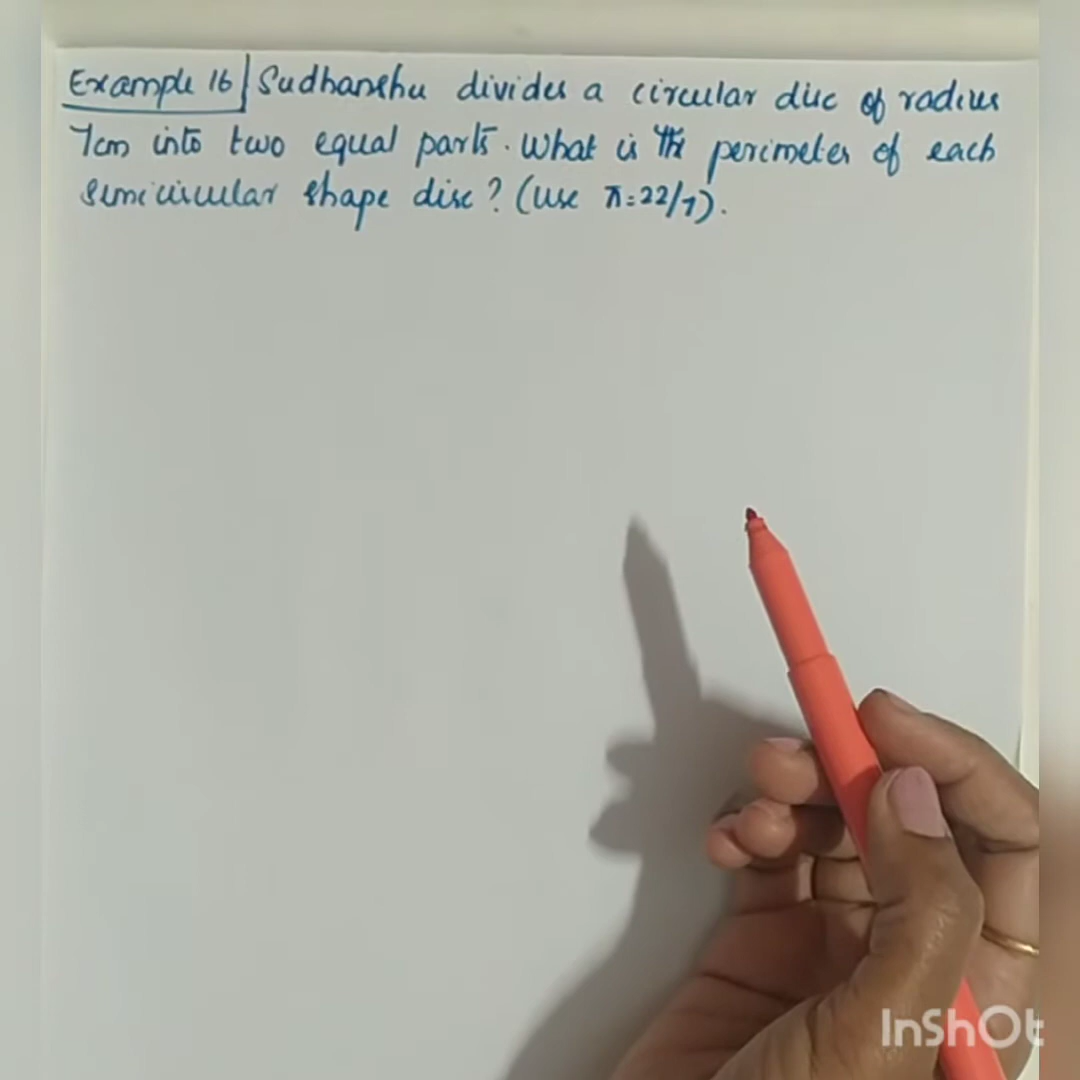 Example 16 Sudhanshu divides a circular disc of radius
7cm into two equal parts. What is the perimeter of each
semicircular shape disc? (use π=22/7).
InShOt